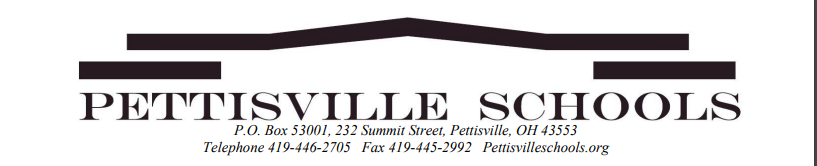 PETTISVILLE SCHOOLS
P.O. Box 53001, 232 Summit Street, Pettisville, OH 43553
Telephone 419-446-2705 Fax 419-445-2992 Pettisvilleschools.org